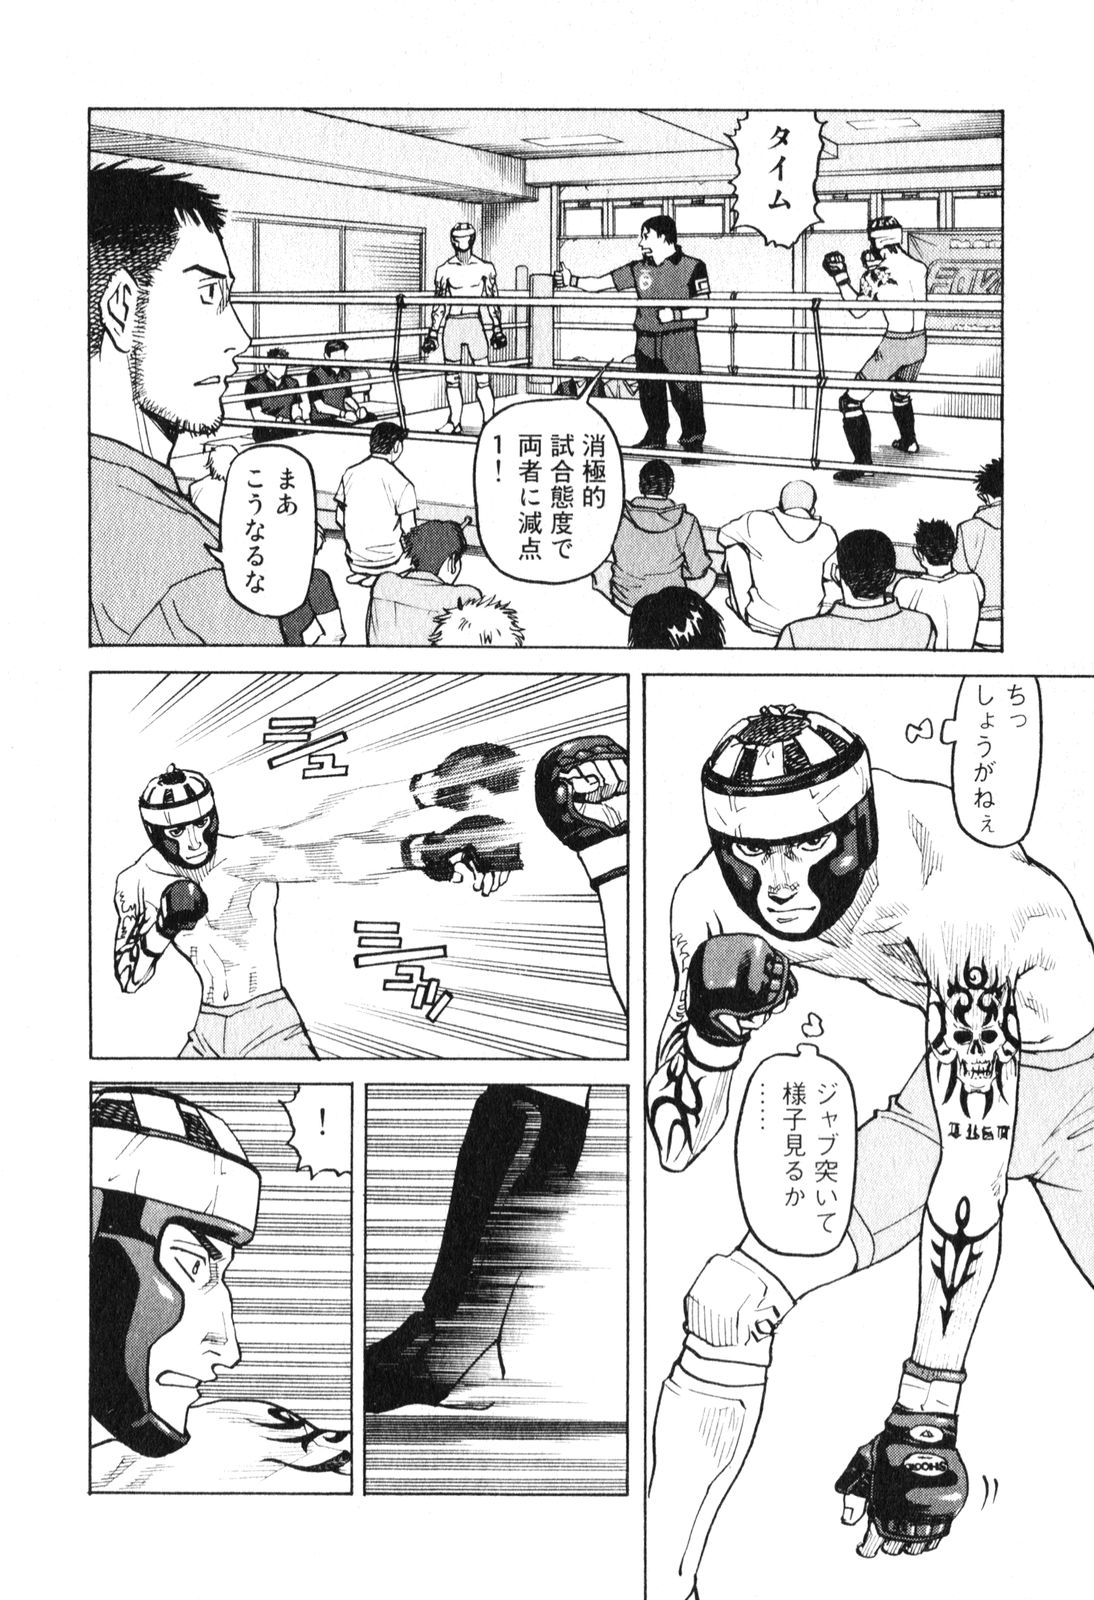 タイム
消極的
試合態度で
両者に減点
1！
まあ
こうなるな
ちっ
しょうがねぇ
ジャブ突いて
様子見るか
……
SHOOTO
シュ
シュッ
！